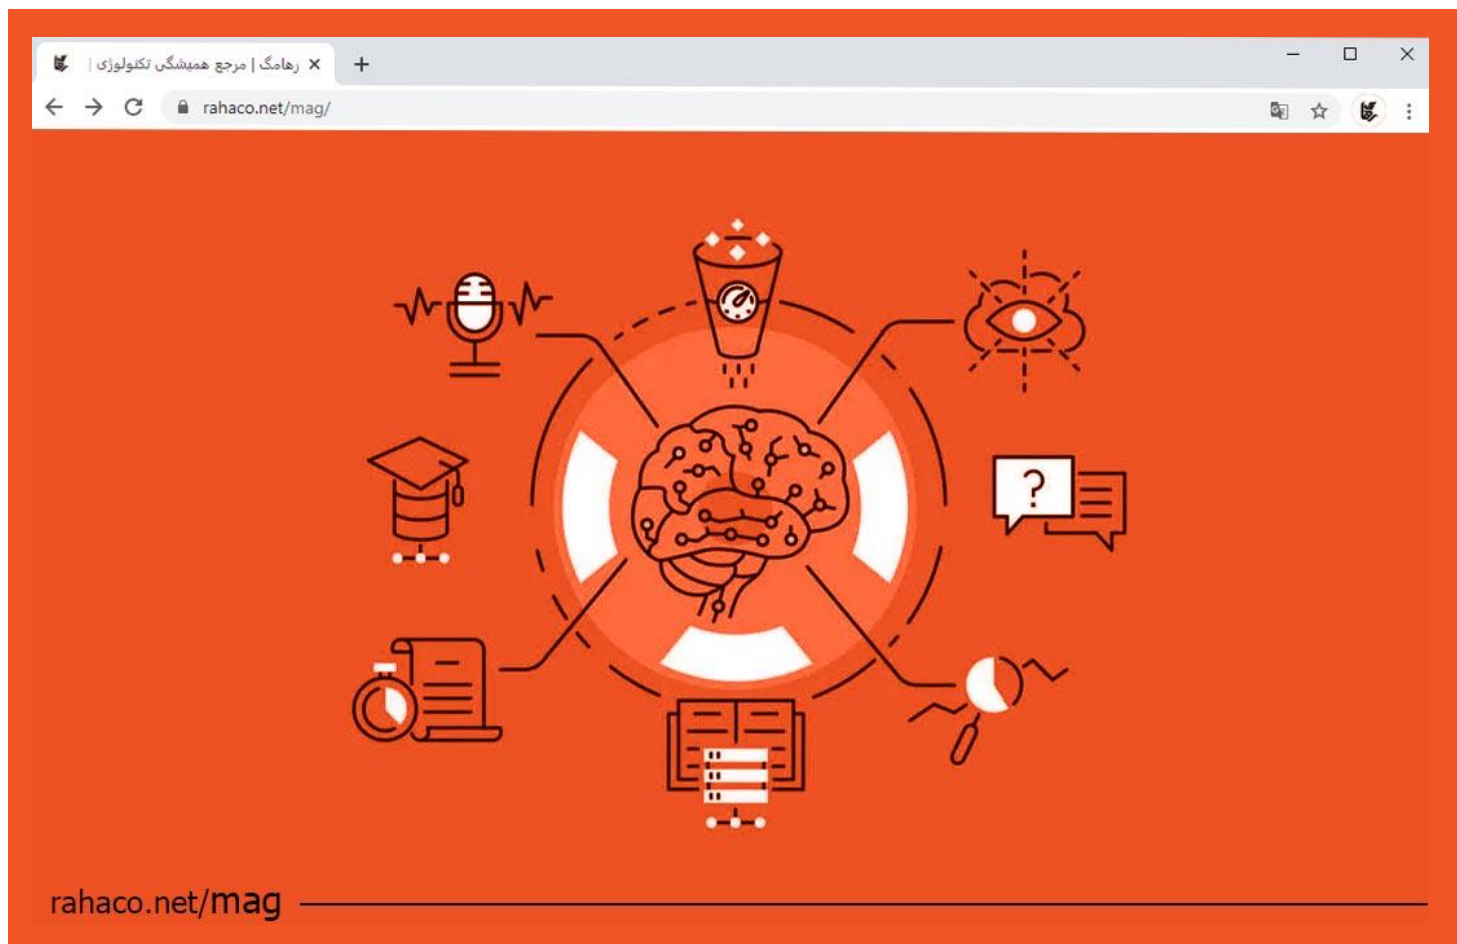 رهامگ | مرجع همیشگی تکنولوژی |
rahaco.net/mag/
?
rahaco.net/mag